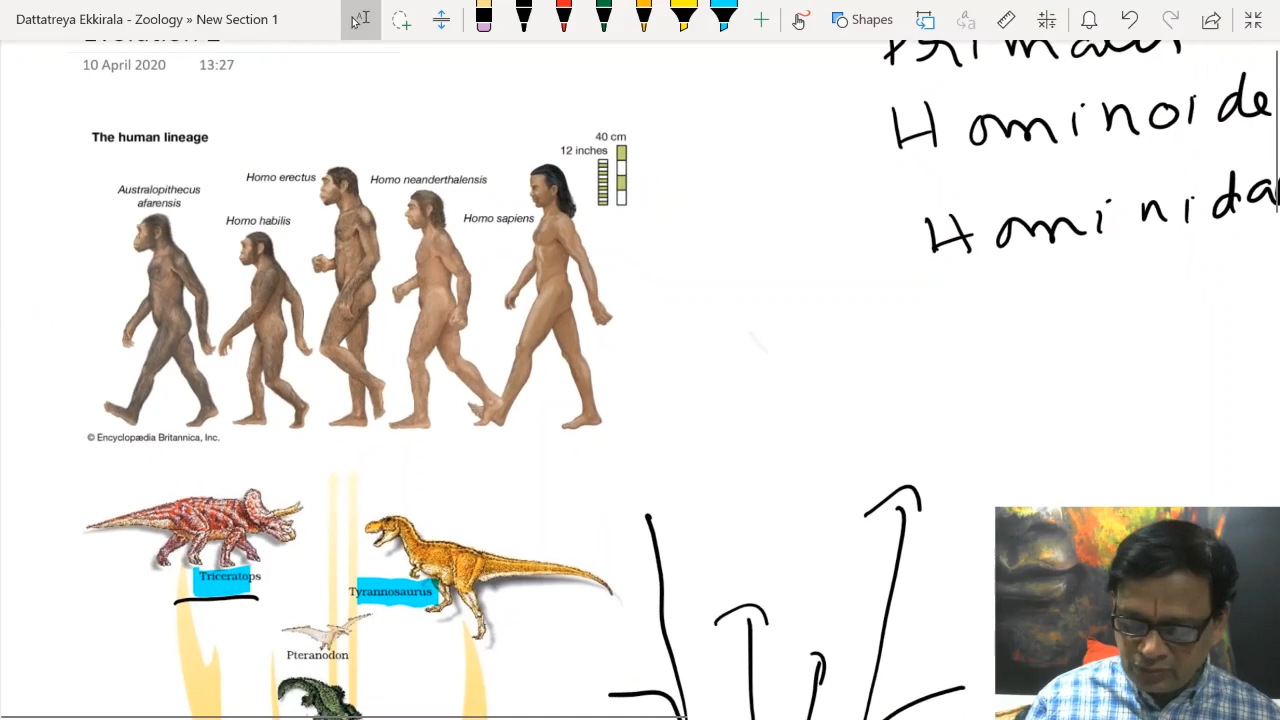 Dattatreya Ekkirala - Zoology » New Section 1
Shapes
10 April 2020 13:27
The human lineage
40 cm
12 inches
Homo erectus
Homo neanderthalensis
Australopithecus
afarensis
Homo habilis
Homo sapiens
© Encyclopædia Britannica, Inc.
Hominoide
Hominida
Triceratops
Tyrannosaurus
Pteranodon